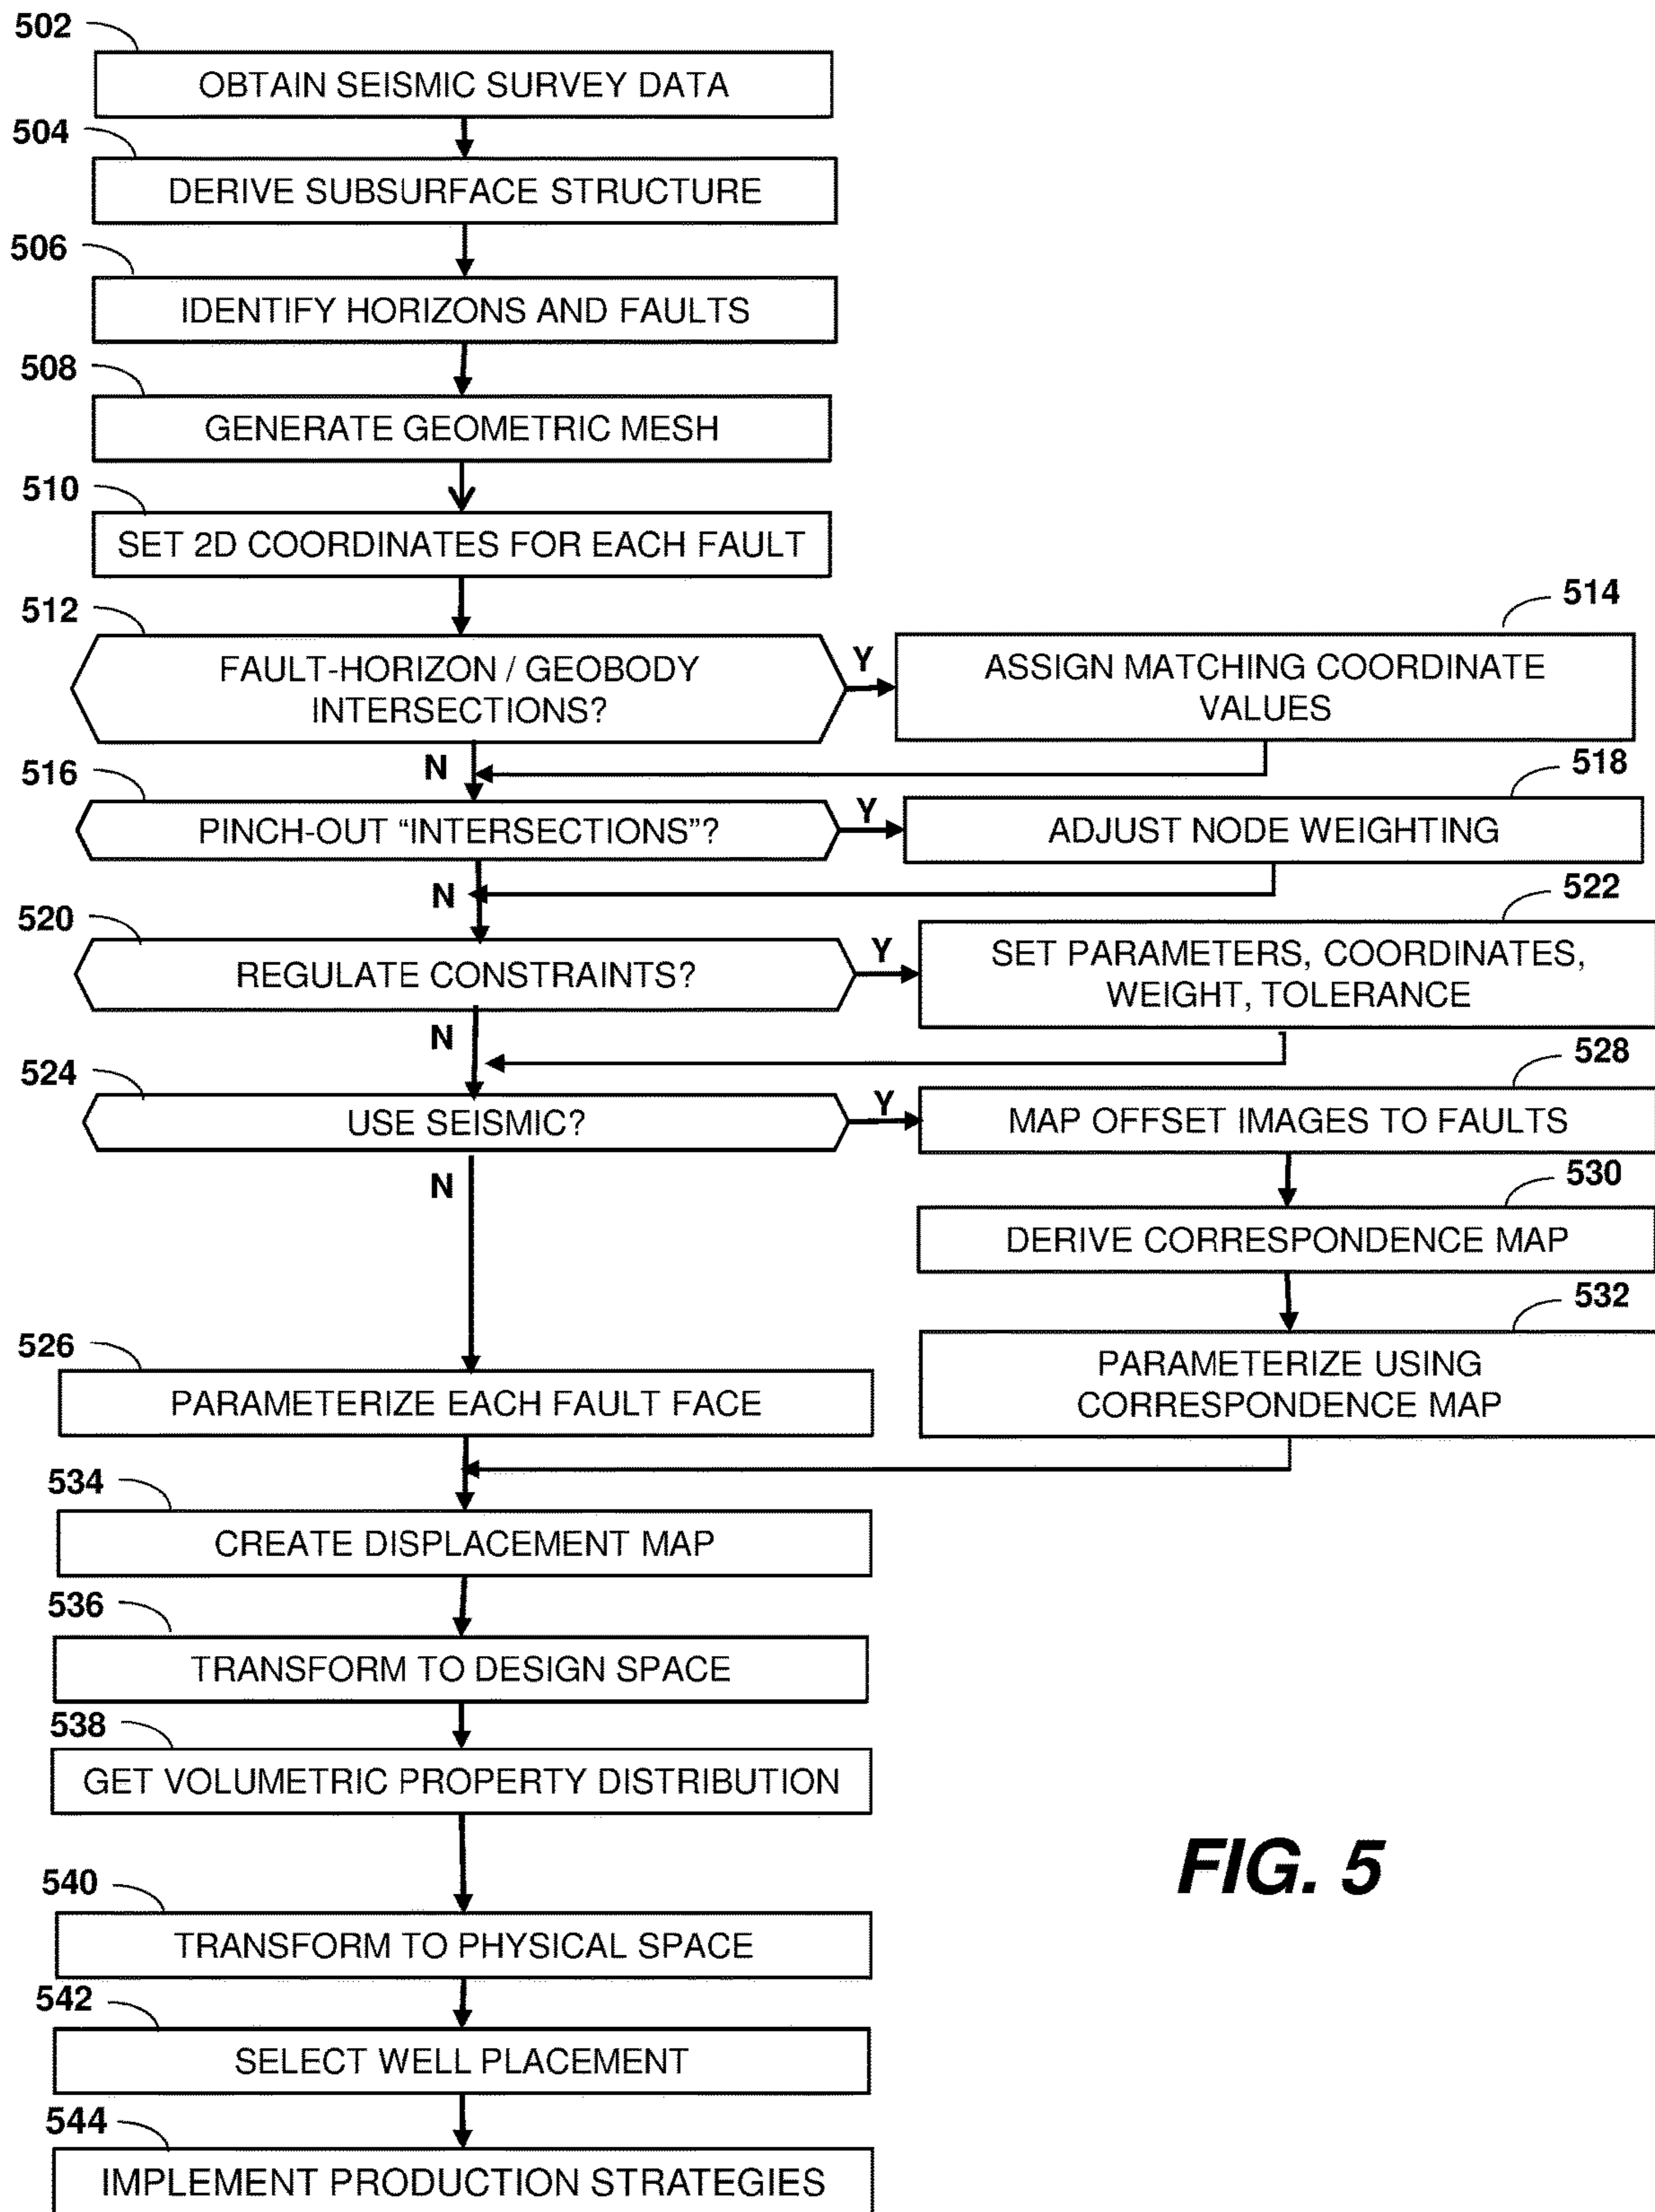 502
OBTAIN SEISMIC SURVEY DATA
504
DERIVE SUBSURFACE STRUCTURE
506
IDENTIFY HORIZONS AND FAULTS
508
GENERATE GEOMETRIC MESH
510
SET 2D COORDINATES FOR EACH FAULT
512
FAULT-HORIZON / GEOBODY
INTERSECTIONS?
Y
514
ASSIGN MATCHING COORDINATE
VALUES
N
516
PINCH-OUT “INTERSECTIONS”?
Y
518
ADJUST NODE WEIGHTING
N
520
REGULATE CONSTRAINTS?
Y
522
SET PARAMETERS, COORDINATES,
WEIGHT, TOLERANCE
N
524
USE SEISMIC?
Y
528
MAP OFFSET IMAGES TO FAULTS
N
530
DERIVE CORRESPONDENCE MAP
532
PARAMETERIZE USING
CORRESPONDENCE MAP
526
PARAMETERIZE EACH FAULT FACE
534
CREATE DISPLACEMENT MAP
536
TRANSFORM TO DESIGN SPACE
538
GET VOLUMETRIC PROPERTY DISTRIBUTION
540
TRANSFORM TO PHYSICAL SPACE
542
SELECT WELL PLACEMENT
544
IMPLEMENT PRODUCTION STRATEGIES
FIG. 5